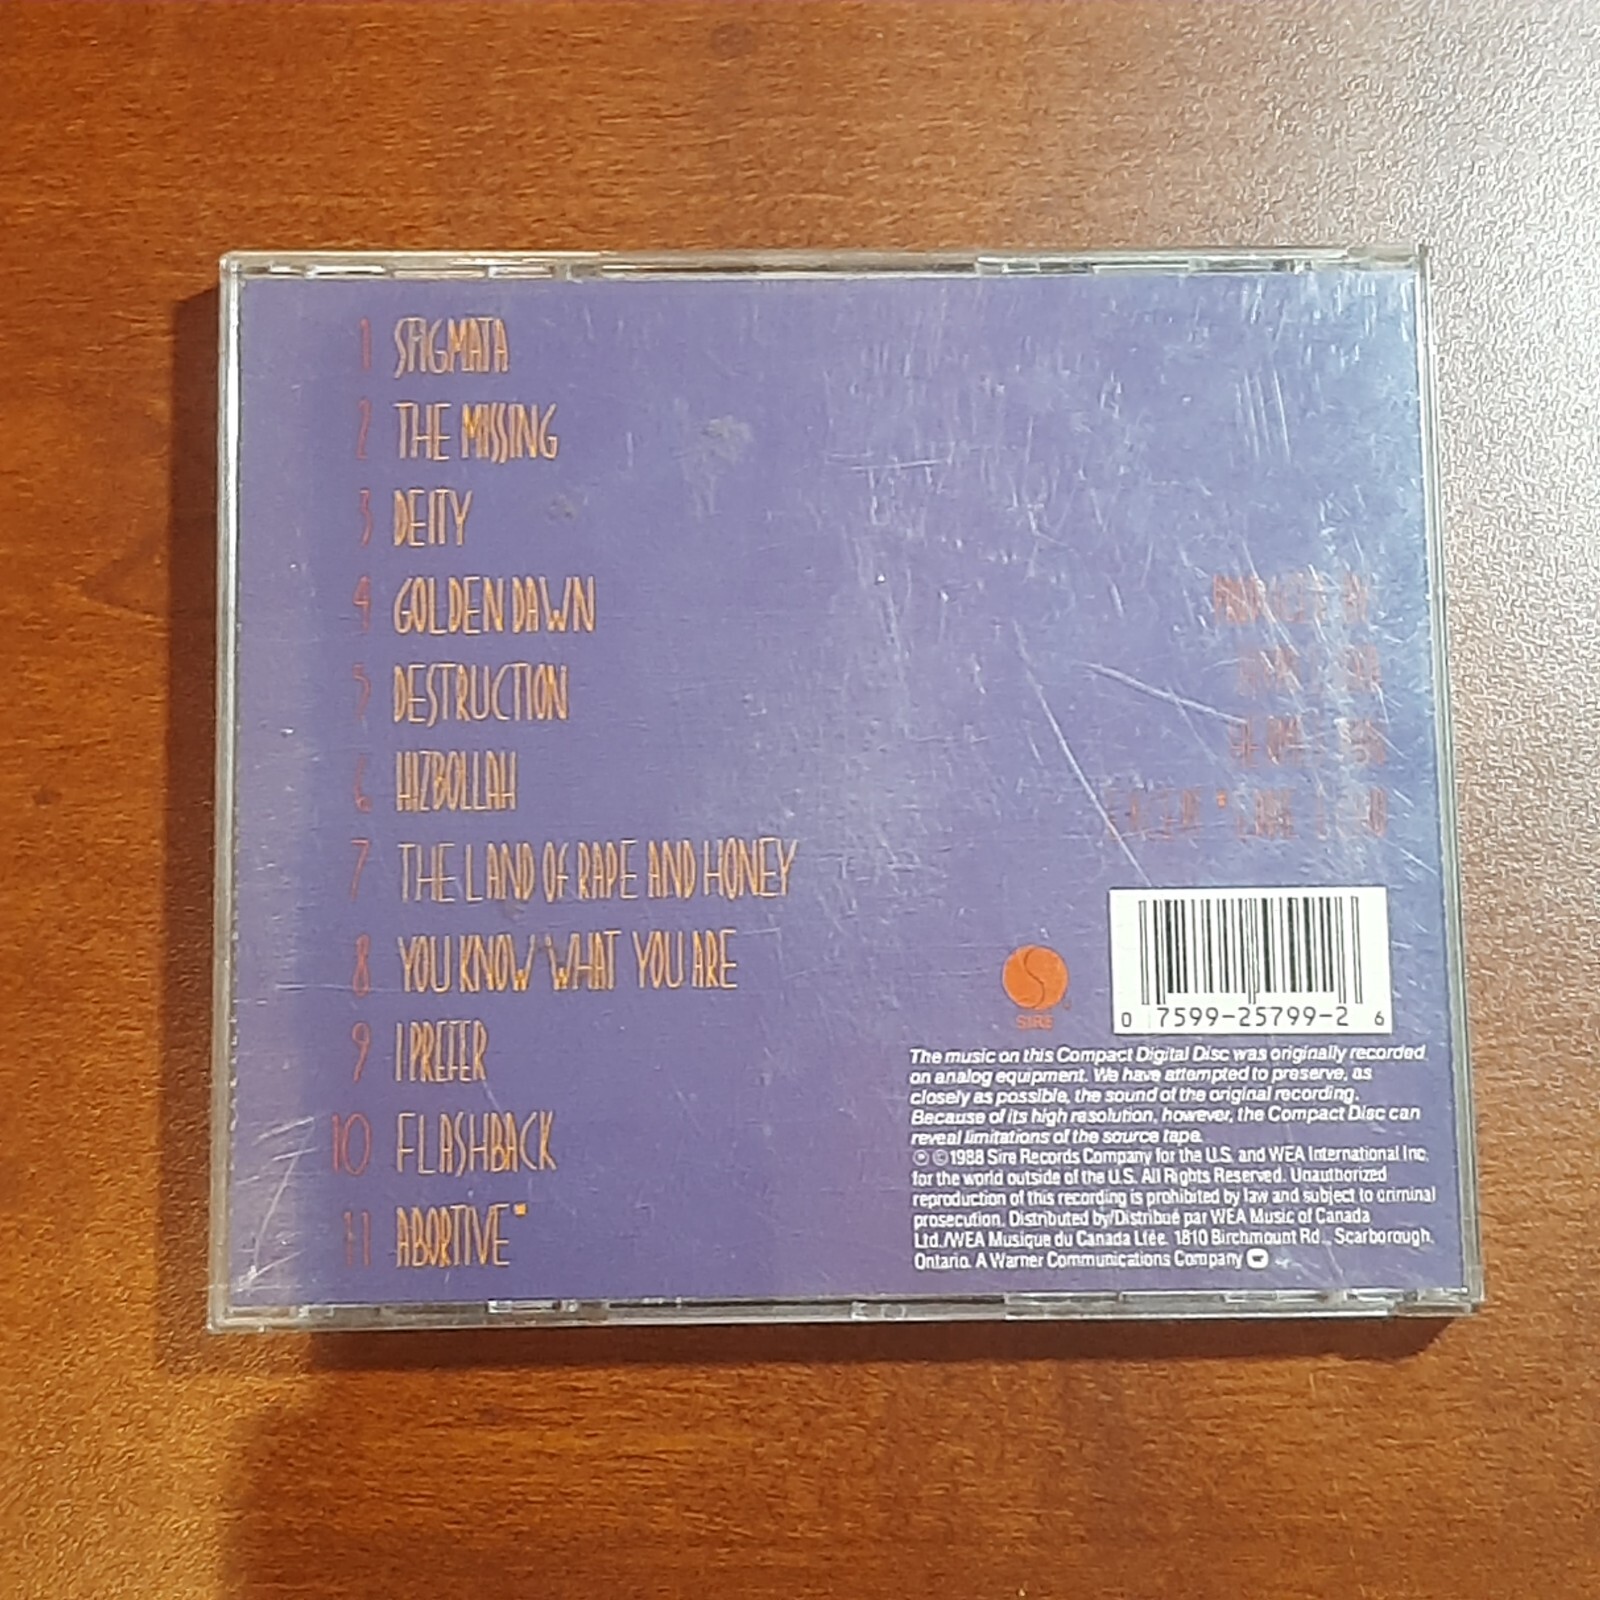 1 STIGMATA
2 THE MISSING
3 DEITY
4 GOLDEN DAWN
5 DESTRUCTION
6 HIZBOLLAH
7 THE LAND OF RAPE AND HONEY
8 YOU KNOW WHAT YOU ARE
9 I PREFER
10 FLASHBACK
11 ABORTIVE*
SIRE
0 7599-25799-2 6
The music on this Compact Digital Disc was originally recorded
on analog equipment. We have attempted to preserve, as
closely as possible, the sound of the original recording.
Because of its high resolution, however, the Compact Disc can
reveal limitations of the source tape.
℗ © 1988 Sire Records Company for the U.S. and WEA International Inc.
for the world outside of the U.S. All Rights Reserved. Unauthorized
reproduction of this recording is prohibited by law and subject to criminal
prosecution. Distributed by/Distribué par WEA Music of Canada
Ltd./WEA Musique du Canada Ltée. 1810 Birchmount Rd., Scarborough,
Ontario. A Warner Communications Company